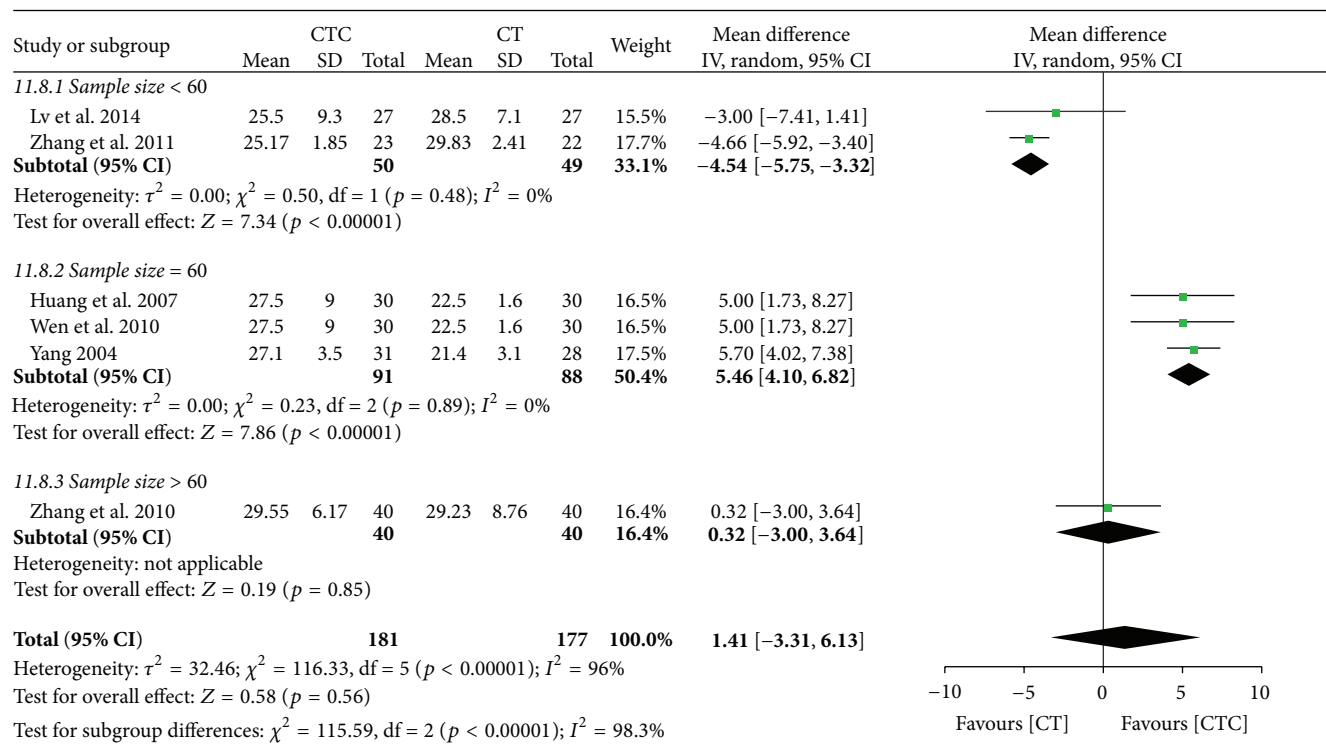 Study or subgroup CTC CT Weight Mean difference Mean difference
Mean SD Total Mean SD Total IV, random, 95% CI IV, random, 95% CI
11.8.1 Sample size < 60
Lv et al. 2014 25.5 9.3 27 28.5 7.1 27 15.5% −3.00 [−7.41, 1.41]
Zhang et al. 2011 25.17 1.85 23 29.83 2.41 22 17.7% −4.66 [−5.92, −3.40]
Subtotal (95% CI) 50 49 33.1% −4.54 [−5.75, −3.32]
Heterogeneity: τ² = 0.00; χ² = 0.50, df = 1 (p = 0.48); I² = 0%
Test for overall effect: Z = 7.34 (p < 0.00001)
11.8.2 Sample size = 60
Huang et al. 2007 27.5 9 30 22.5 1.6 30 16.5% 5.00 [1.73, 8.27]
Wen et al. 2010 27.5 9 30 22.5 1.6 30 16.5% 5.00 [1.73, 8.27]
Yang 2004 27.1 3.5 31 21.4 3.1 28 17.5% 5.70 [4.02, 7.38]
Subtotal (95% CI) 91 88 50.4% 5.46 [4.10, 6.82]
Heterogeneity: τ² = 0.00; χ² = 0.23, df = 2 (p = 0.89); I² = 0%
Test for overall effect: Z = 7.86 (p < 0.00001)
11.8.3 Sample size > 60
Zhang et al. 2010 29.55 6.17 40 29.23 8.76 40 16.4% 0.32 [−3.00, 3.64]
Subtotal (95% CI) 40 40 16.4% 0.32 [−3.00, 3.64]
Heterogeneity: not applicable
Test for overall effect: Z = 0.19 (p = 0.85)
Total (95% CI) 181 177 100.0% 1.41 [−3.31, 6.13]
Heterogeneity: τ² = 32.46; χ² = 116.33, df = 5 (p < 0.00001); I² = 96%
Test for overall effect: Z = 0.58 (p = 0.56)
Test for subgroup differences: χ² = 115.59, df = 2 (p < 0.00001); I² = 98.3%
−10 −5 0 5 10
Favours [CT] Favours [CTC]